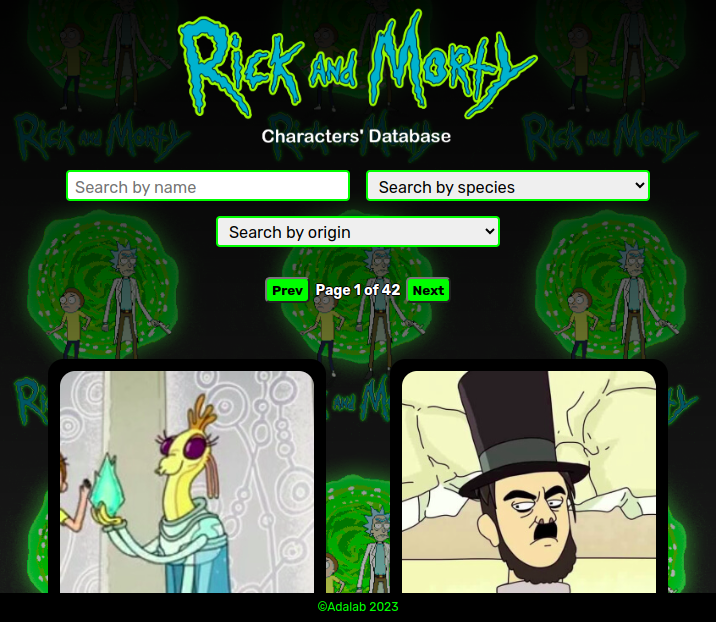 Rick and Morty
Characters' Database
Search by name
Search by species
Search by origin
Prev Page 1 of 42 Next
©Adalab 2023